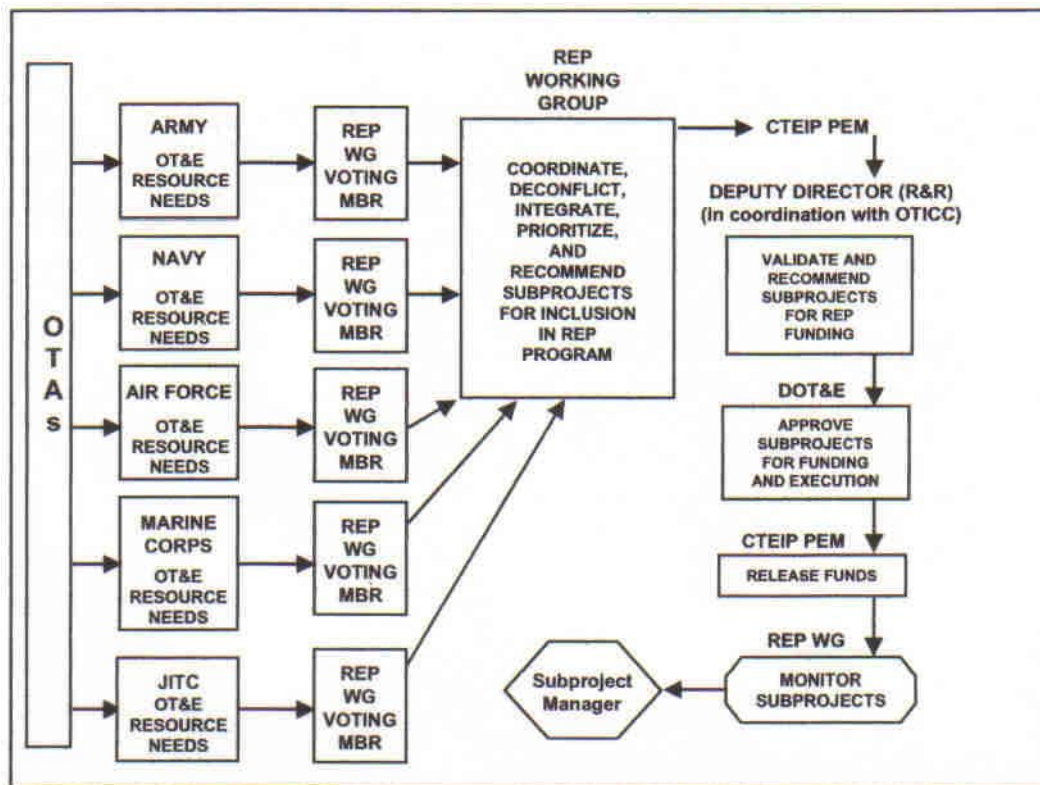 OTAs
ARMY
OT&E
RESOURCE
NEEDS
REP
WG
VOTING
MBR
NAVY
OT&E
RESOURCE
NEEDS
REP
WG
VOTING
MBR
AIR FORCE
OT&E
RESOURCE
NEEDS
REP
WG
VOTING
MBR
MARINE
CORPS
OT&E
RESOURCE
NEEDS
REP
WG
VOTING
MBR
JITC
OT&E
RESOURCE
NEEDS
REP
WG
VOTING
MBR
REP
WORKING
GROUP
COORDINATE,
DECONFLICT,
INTEGRATE,
PRIORITIZE,
AND
RECOMMEND
SUBPROJECTS
FOR INCLUSION
IN REP
PROGRAM
CTEIP PEM
DEPUTY DIRECTOR (R&R)
(in coordination with OTICC)
VALIDATE AND
RECOMMEND
SUBPROJECTS
FOR REP
FUNDING
DOT&E
APPROVE
SUBPROJECTS
FOR FUNDING
AND EXECUTION
CTEIP PEM
RELEASE FUNDS
REP WG
MONITOR
SUBPROJECTS
Subproject
Manager